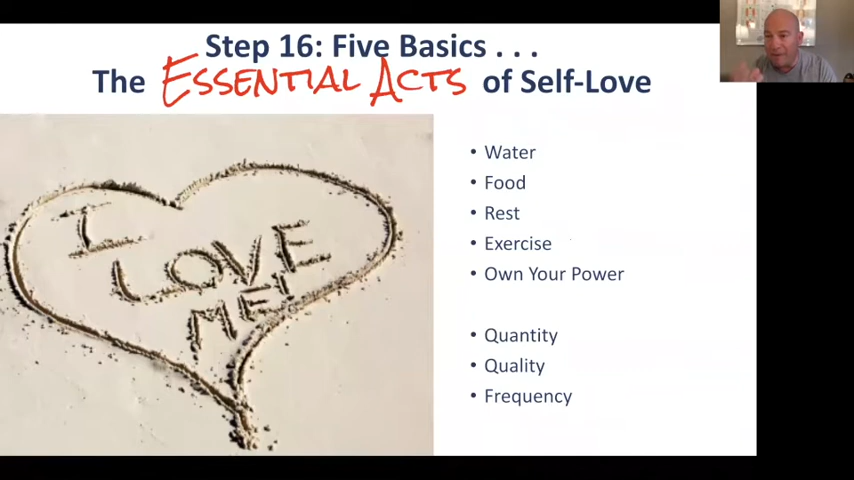 Step 16: Five Basics . . .
The ESSENTIAL ACTS of Self-Love
I
LOVE
ME!
• Water
• Food
• Rest
• Exercise
• Own Your Power
• Quantity
• Quality
• Frequency